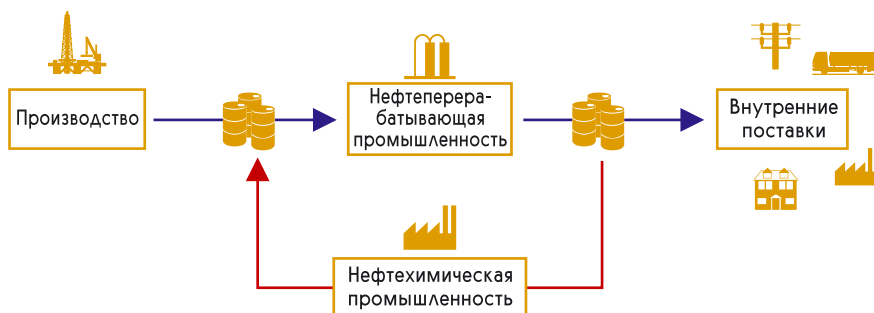 Производство
Нефтеперера-
батывающая
промышленность
Внутренние
поставки
Нефтехимическая
промышленность